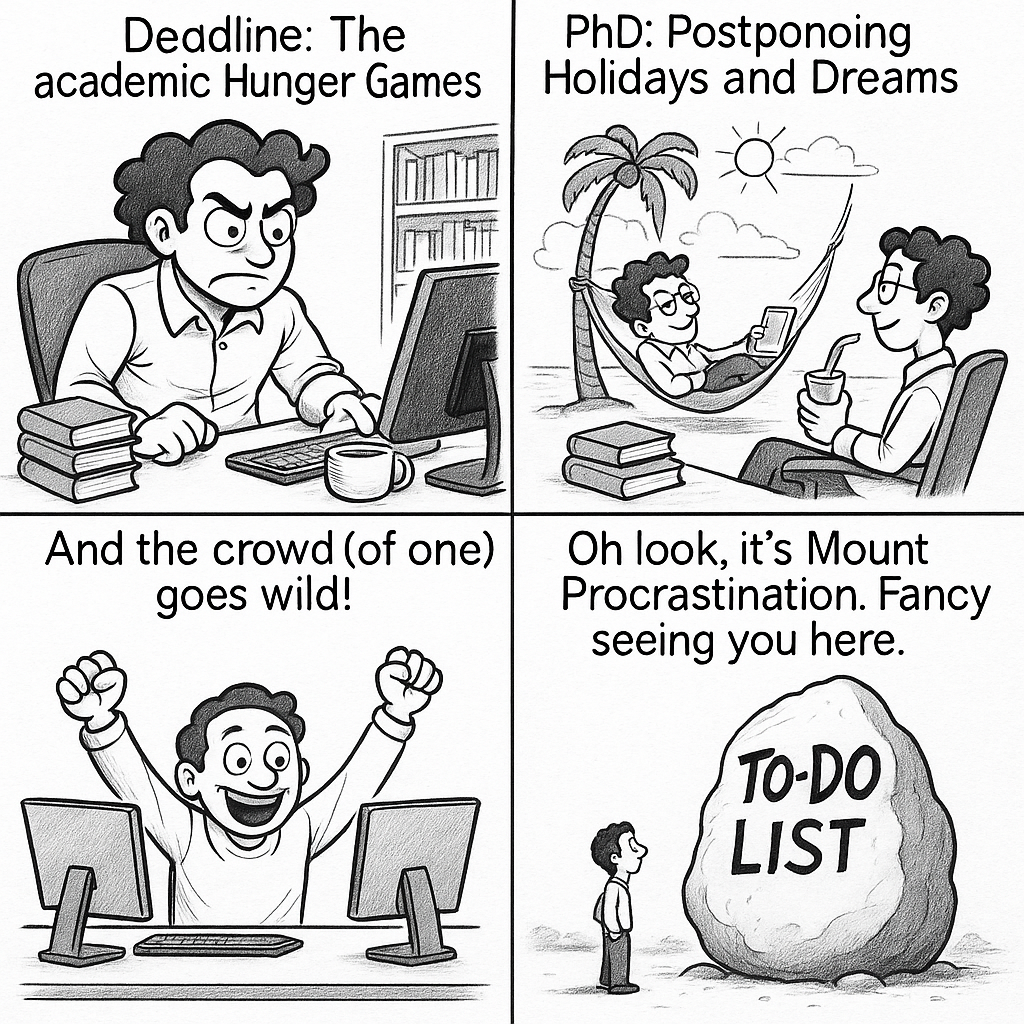 Deadline: The
academic Hunger Games
PhD: Postponoing
Holidays and Dreams
And the crowd (of one)
goes wild!
Oh look, it's Mount
Procrastination. Fancy
seeing you here.
TO-DO
LIST